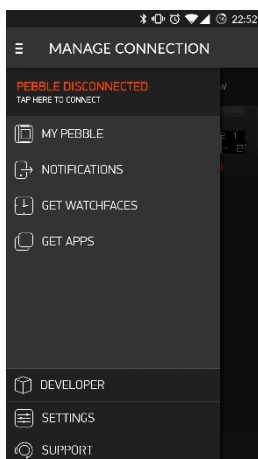 22:52
MANAGE CONNECTION
PEBBLE DISCONNECTED
TAP HERE TO CONNECT
MY PEBBLE
NOTIFICATIONS
GET WATCHFACES
GET APPS
DEVELOPER
SETTINGS
SUPPORT